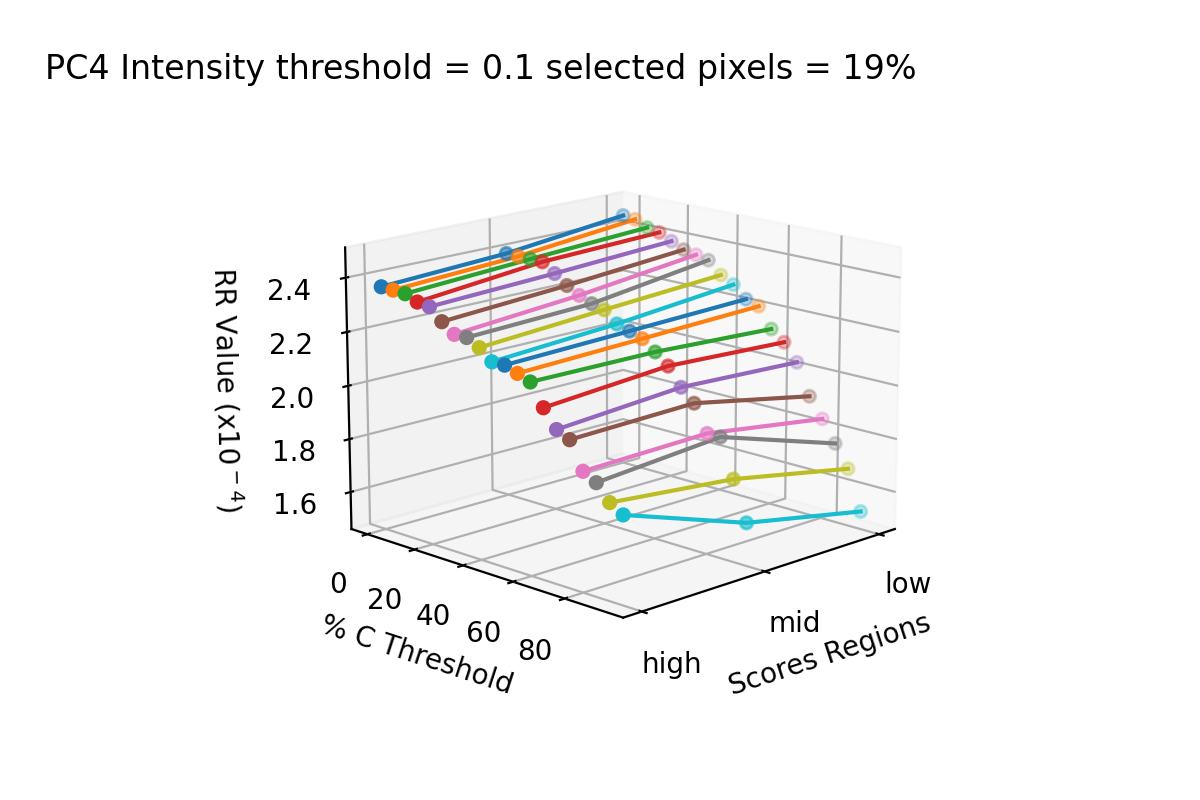 PC4 Intensity threshold = 0.1 selected pixels = 19%
RR Value (x10⁻⁴)
2.4
2.2
2.0
1.8
1.6
0
20
40
60
80
% C Threshold
high
mid
low
Scores Regions